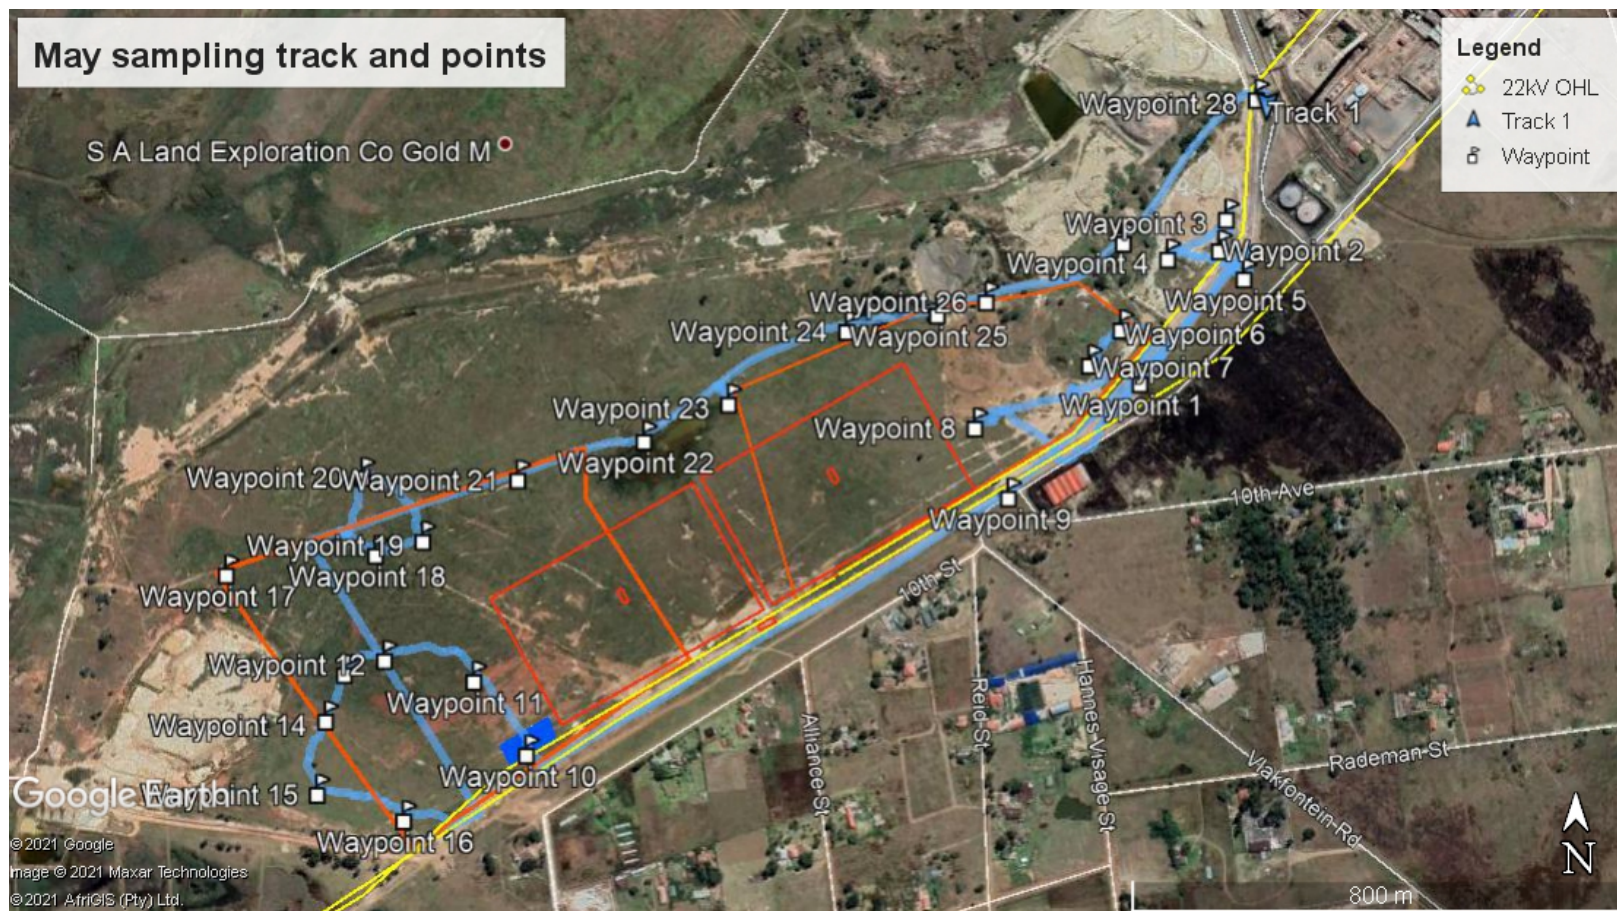 May sampling track and points
Legend
22kV OHL
Track 1
Waypoint
S A Land Exploration Co Gold M
Waypoint 28
Track 1
Waypoint 3
Waypoint 2
Waypoint 4
Waypoint 5
Waypoint 26
Waypoint 24
Waypoint 25
Waypoint 6
Waypoint 7
Waypoint 1
Waypoint 23
Waypoint 8
Waypoint 22
Waypoint 20
Waypoint 21
10th Ave
Waypoint 9
Waypoint 19
Waypoint 18
10th St
Waypoint 17
Waypoint 12
Waypoint 11
Reid St
Hannes Visage St
Waypoint 14
Alliance St
Rademan St
Waypoint 10
Vlakfontein Rd
Google Earth
Waypoint 15
Waypoint 16
© 2021 Google
Image © 2021 Maxar Technologies
© 2021 AfriGIS (Pty) Ltd.
N
800 m